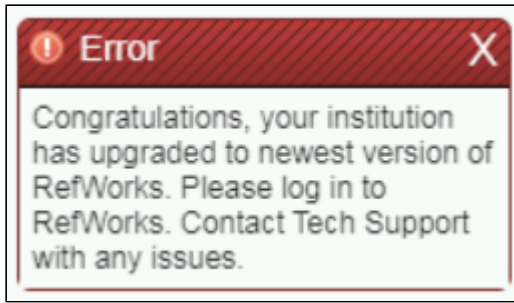 Error X
Congratulations, your institution
has upgraded to newest version of
RefWorks. Please log in to
RefWorks. Contact Tech Support
with any issues.